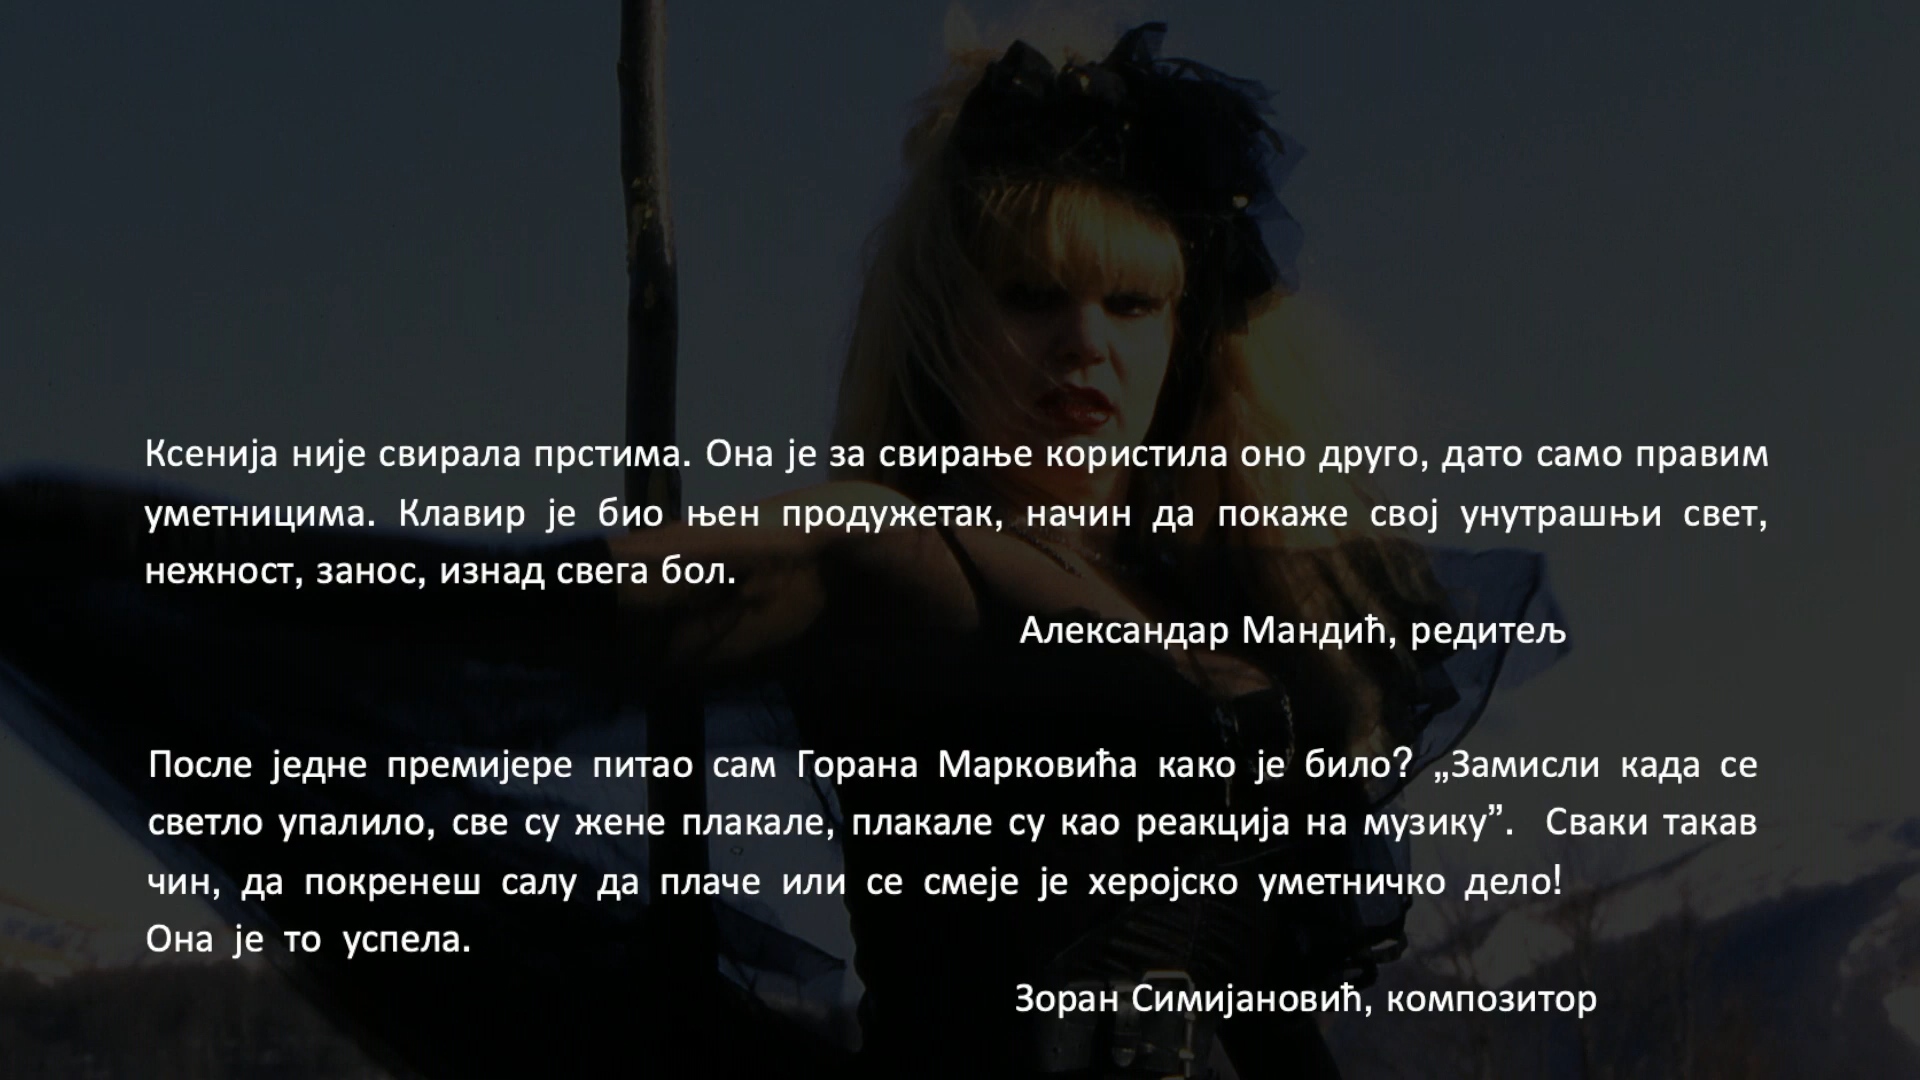 Ксенија није свирала прстима. Она је за свирање користила оно друго, дато само правим
уметницима. Клавир је био њен продужетак, начин да покаже свој унутрашњи свет,
нежност, занос, изнад свега бол.
Александар Мандић, редитељ
После једне премијере питао сам Горана Марковића како је било? „Замисли када се
светло упалило, све су жене плакале, плакале су као реакција на музику”. Сваки такав
чин, да покренеш салу да плаче или се смеје је херојско уметничко дело!
Она је то успела.
Зоран Симијановић, композитор